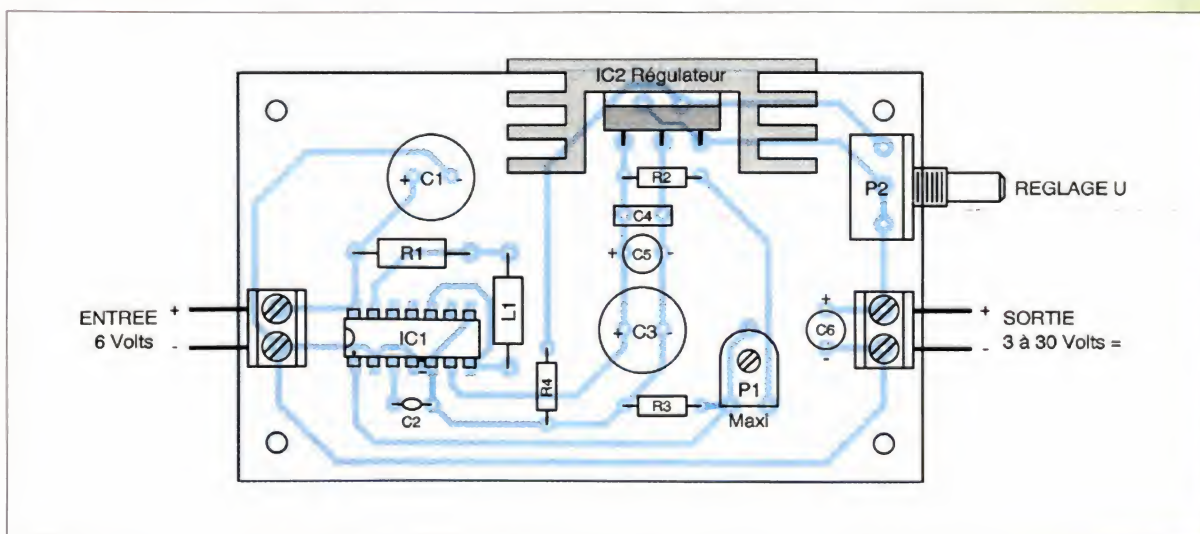 IC2 Régulateur
+ C1 -
R2
P2
REGLAGE U
C4
+ C5 -
R1
L1
ENTREE +
6 Volts -
IC1
+ C3 -
+
C6
-
+ SORTIE
- 3 à 30 Volts =
P1
R4
R3
Maxi
C2